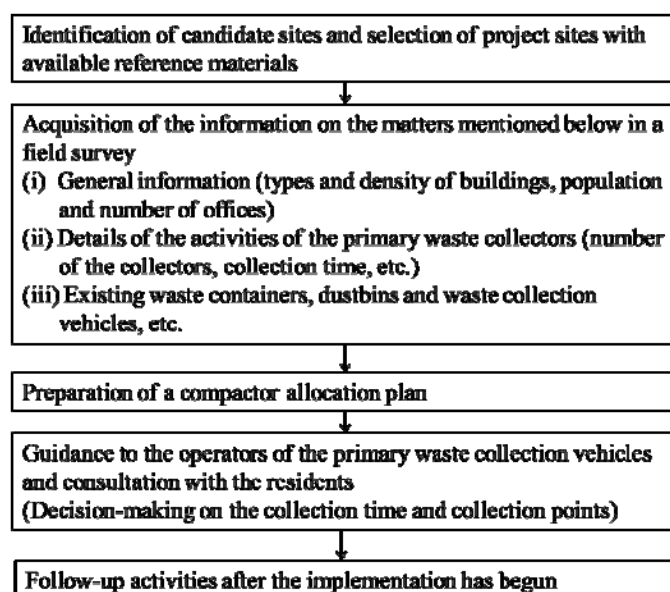 Identification of candidate sites and selection of project sites with
available reference materials
Acquisition of the information on the matters mentioned below in a
field survey
(i) General information (types and density of buildings, population
and number of offices)
(ii) Details of the activities of the primary waste collectors (number
of the collectors, collection time, etc.)
(iii) Existing waste containers, dustbins and waste collection
vehicles, etc.
Preparation of a compactor allocation plan
Guidance to the operators of the primary waste collection vehicles
and consultation with the residents
(Decision-making on the collection time and collection points)
Follow-up activities after the implementation has begun